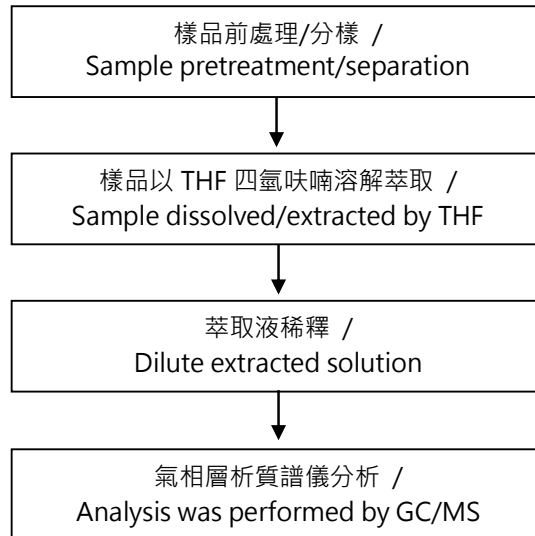 樣品前處理/分樣 /
Sample pretreatment/separation
樣品以 THF 四氫呋喃溶解萃取 /
Sample dissolved/extracted by THF
萃取液稀釋 /
Dilute extracted solution
氣相層析質譜儀分析 /
Analysis was performed by GC/MS